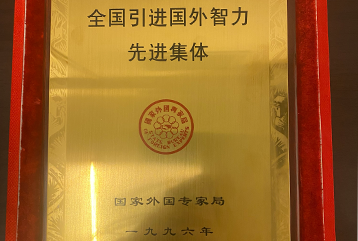 全国引进国外智力
先进集体
国家外国专家局
一九九六年